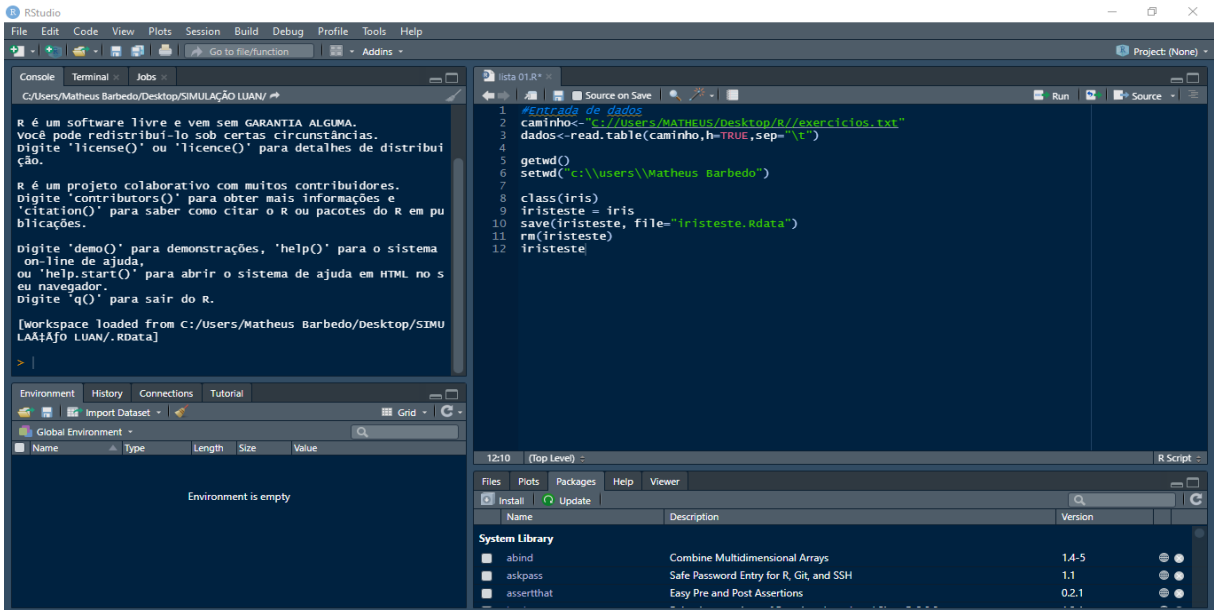 RStudio
File Edit Code View Plots Session Build Debug Profile Tools Help
Go to file/function Addins Project: (None)
Console Terminal Jobs
C:/Users/Matheus Barbedo/Desktop/SIMULAÇÃO LUAN/
R é um software livre e vem sem GARANTIA ALGUMA.
Você pode redistribuí-lo sob certas circunstâncias.
Digite 'license()' ou 'licence()' para detalhes de distribui
ção.
R é um projeto colaborativo com muitos contribuidores.
Digite 'contributors()' para obter mais informações e
'citation()' para saber como citar o R ou pacotes do R em pu
blicações.
Digite 'demo()' para demonstrações, 'help()' para o sistema
on-line de ajuda,
ou 'help.start()' para abrir o sistema de ajuda em HTML no s
eu navegador.
Digite 'q()' para sair do R.
[Workspace loaded from C:/Users/Matheus Barbedo/Desktop/SIMU
LAÃ‡ÃƒO LUAN/.RData]
>
Environment History Connections Tutorial
Import Dataset Grid
Global Environment
Name Type Length Size Value
Environment is empty
lista 01.R*
Source on Save Run Source
1 #Entrada de dados
2 caminho<-"C://Users/MATHEUS/Desktop/R//exercicios.txt"
3 dados<-read.table(caminho,h=TRUE,sep="\t")
4
5 getwd()
6 setwd("c:\\users\\Matheus Barbedo")
7
8 class(iris)
9 iristeste = iris
10 save(iristeste, file="iristeste.Rdata")
11 rm(iristeste)
12 iristeste
12:10 (Top Level) R Script
Files Plots Packages Help Viewer
Install Update
Name Description Version
System Library
abind Combine Multidimensional Arrays 1.4-5
askpass Safe Password Entry for R, Git, and SSH 1.1
assertthat Easy Pre and Post Assertions 0.2.1